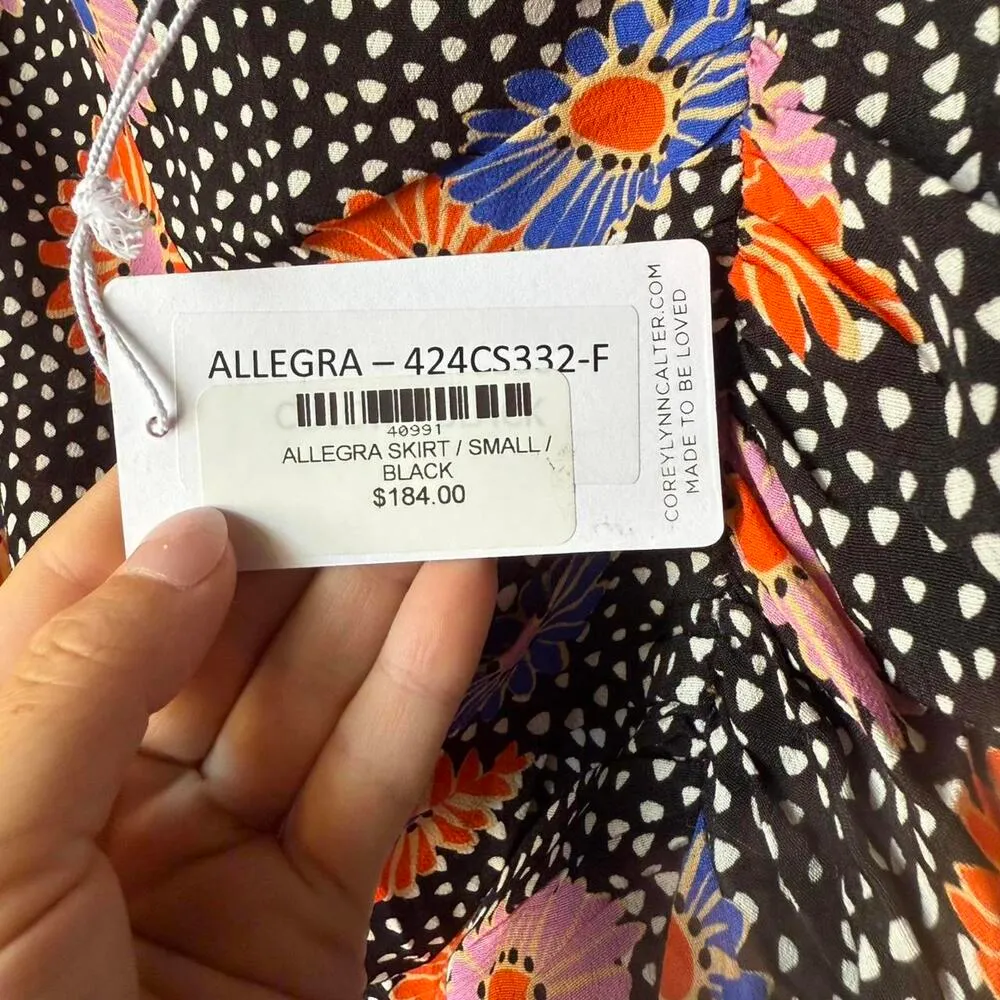 ALLEGRA – 424CS332-F
40991
ALLEGRA SKIRT / SMALL /
BLACK
$184.00
COREYLYNNCALTER.COM
MADE TO BE LOVED